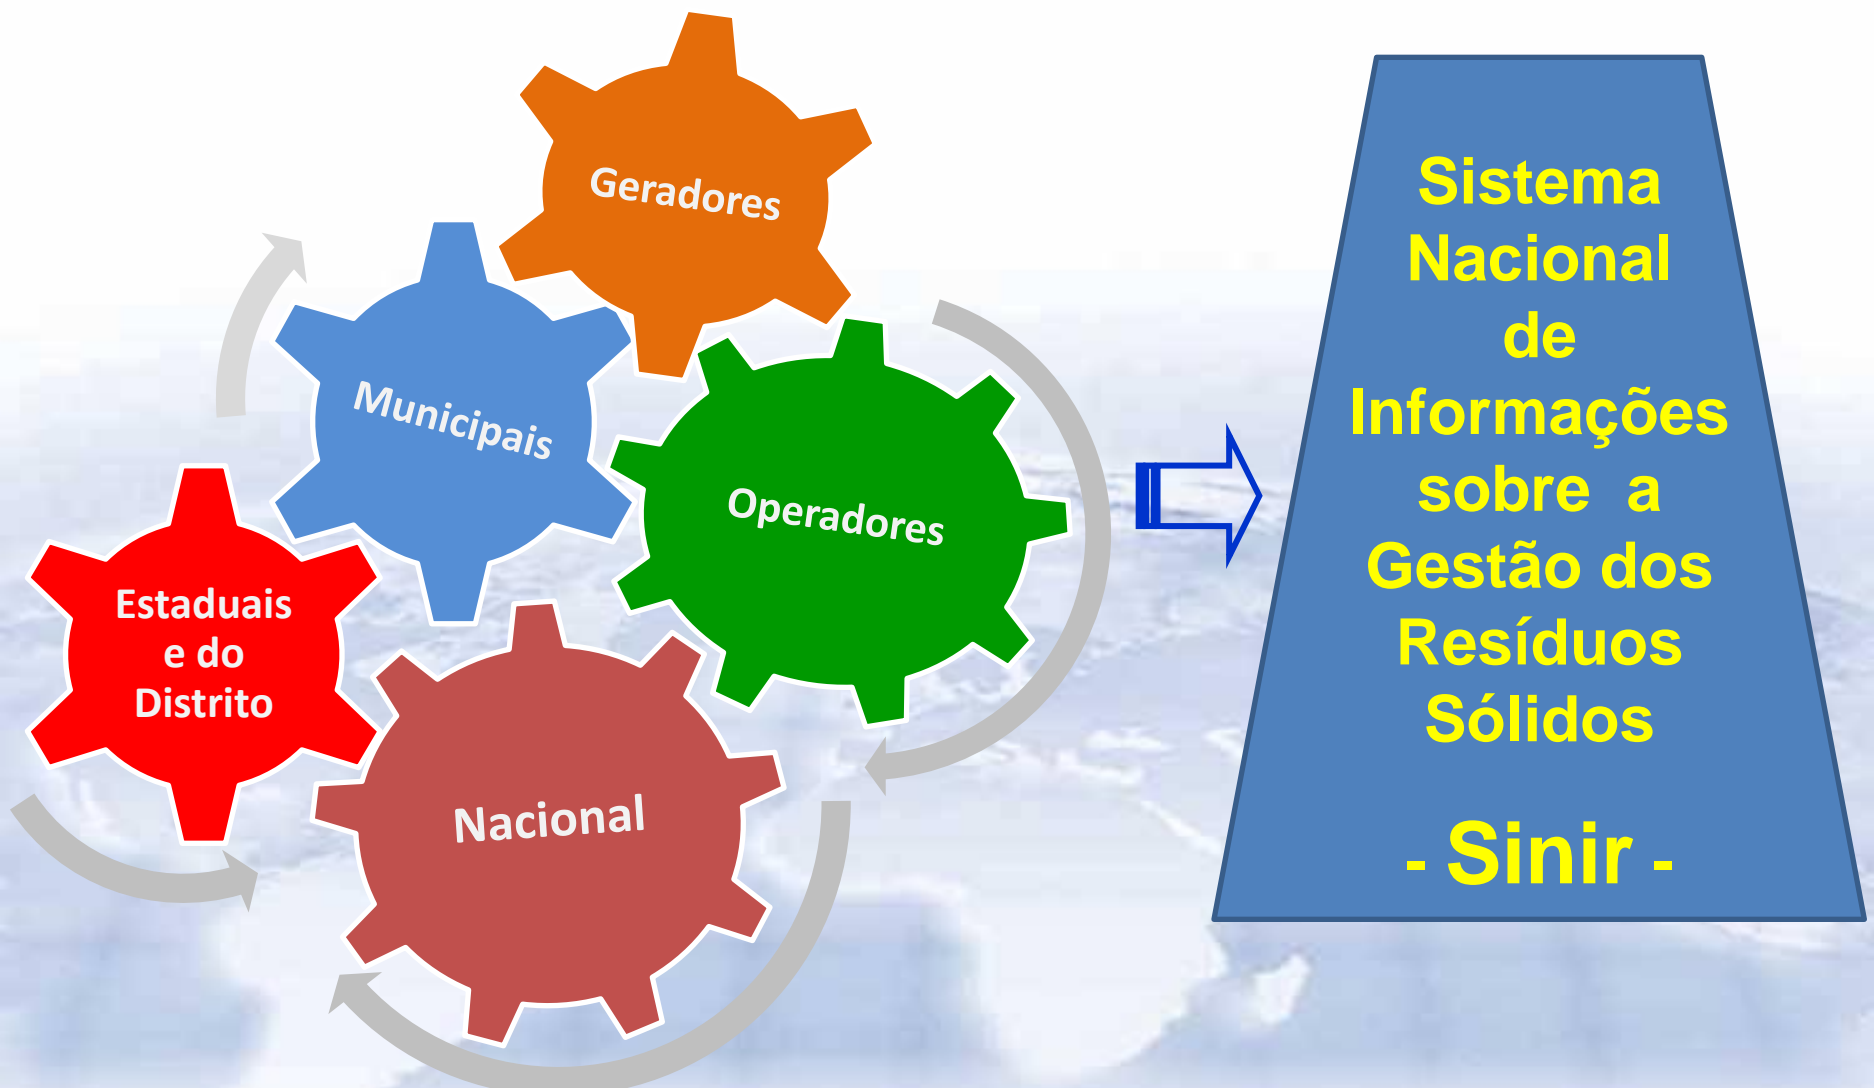 Geradores
Municipais
Operadores
Estaduais
e do
Distrito
Nacional
Sistema
Nacional
de
Informações
sobre  a
Gestão dos
Resíduos
Sólidos
- Sinir -